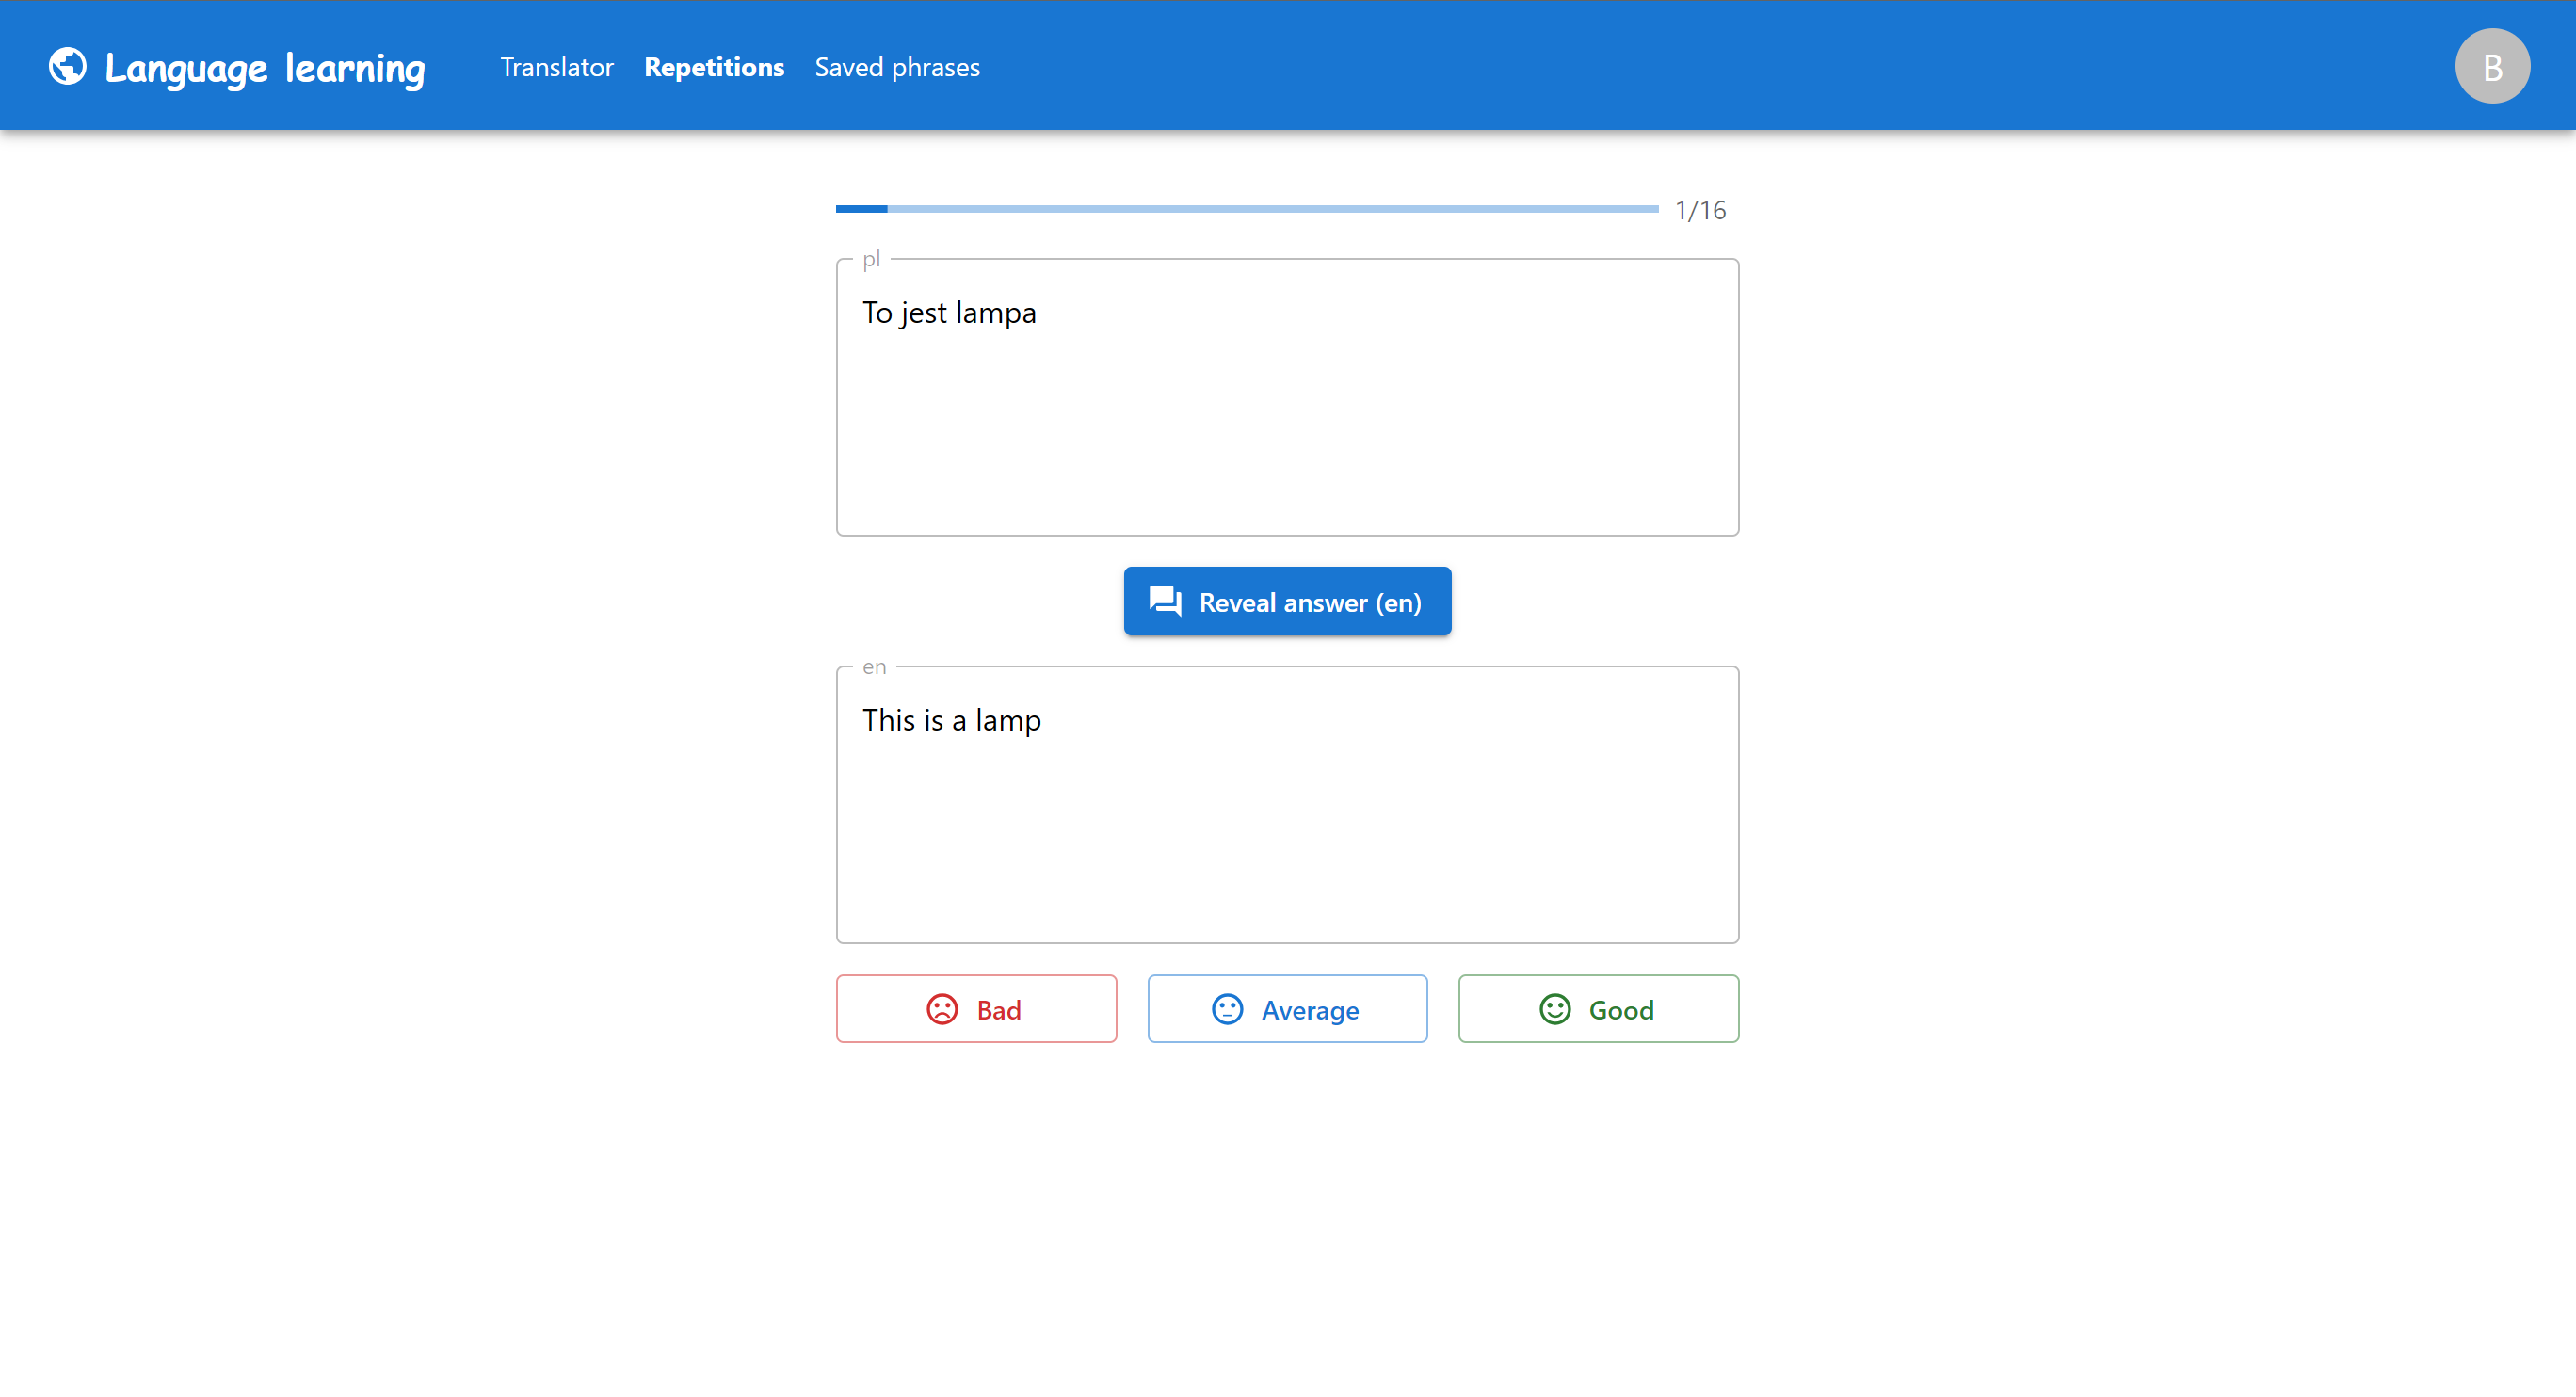 Language learning Translator Repetitions Saved phrases B
1/16
pl
To jest lampa
Reveal answer (en)
en
This is a lamp
Bad Average Good